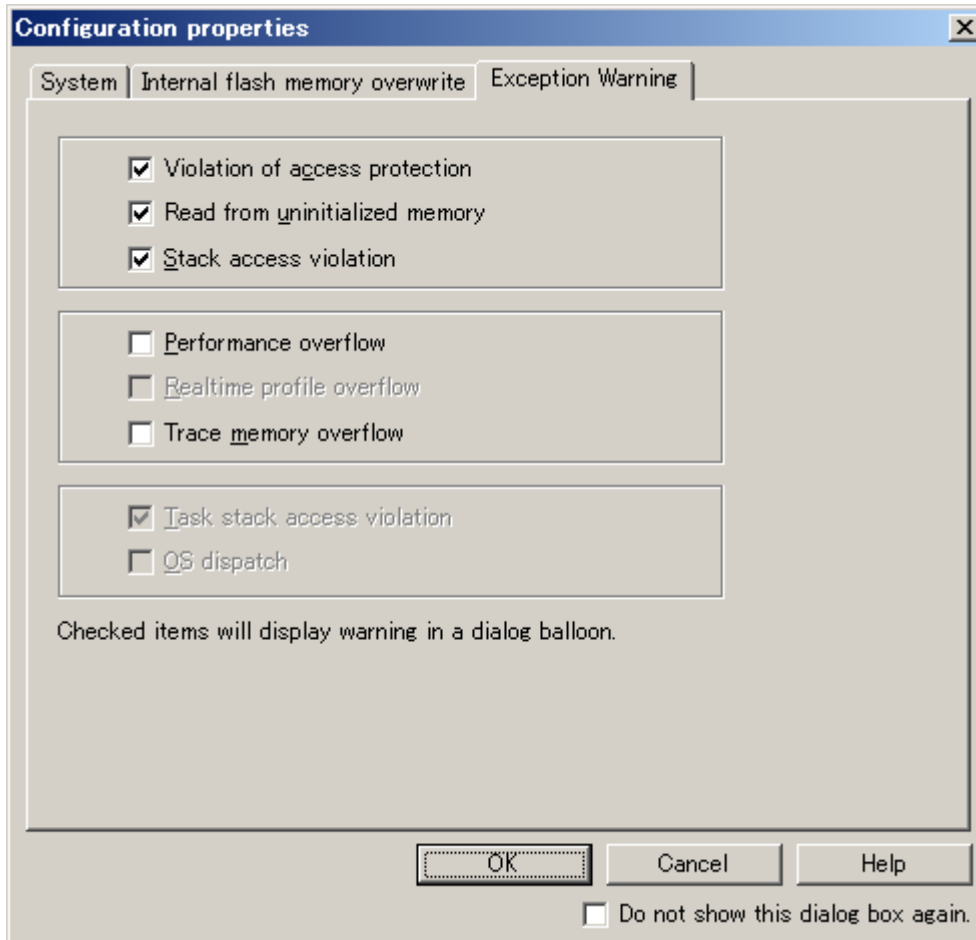 Configuration properties
System Internal flash memory overwrite Exception Warning
Violation of access protection
Read from uninitialized memory
Stack access violation
Performance overflow
Realtime profile overflow
Trace memory overflow
Task stack access violation
OS dispatch
Checked items will display warning in a dialog balloon.
OK Cancel Help
Do not show this dialog box again.